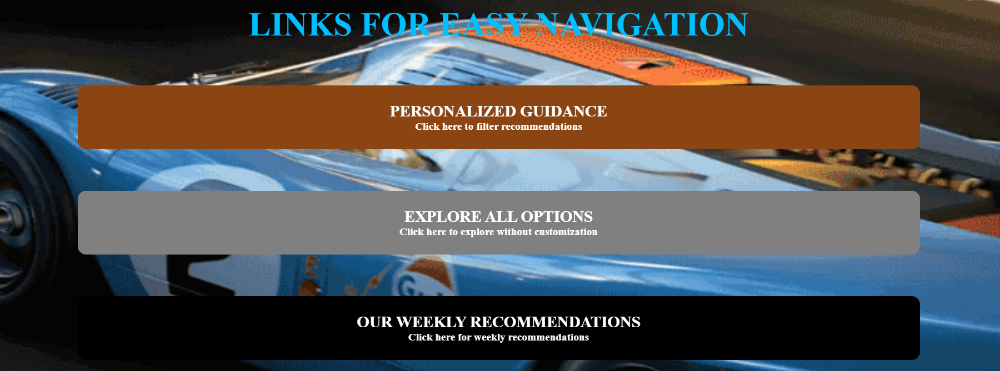 LINKS FOR EASY NAVIGATION
PERSONALIZED GUIDANCE
Click here to filter recommendations
EXPLORE ALL OPTIONS
Click here to explore without customization
OUR WEEKLY RECOMMENDATIONS
Click here for weekly recommendations